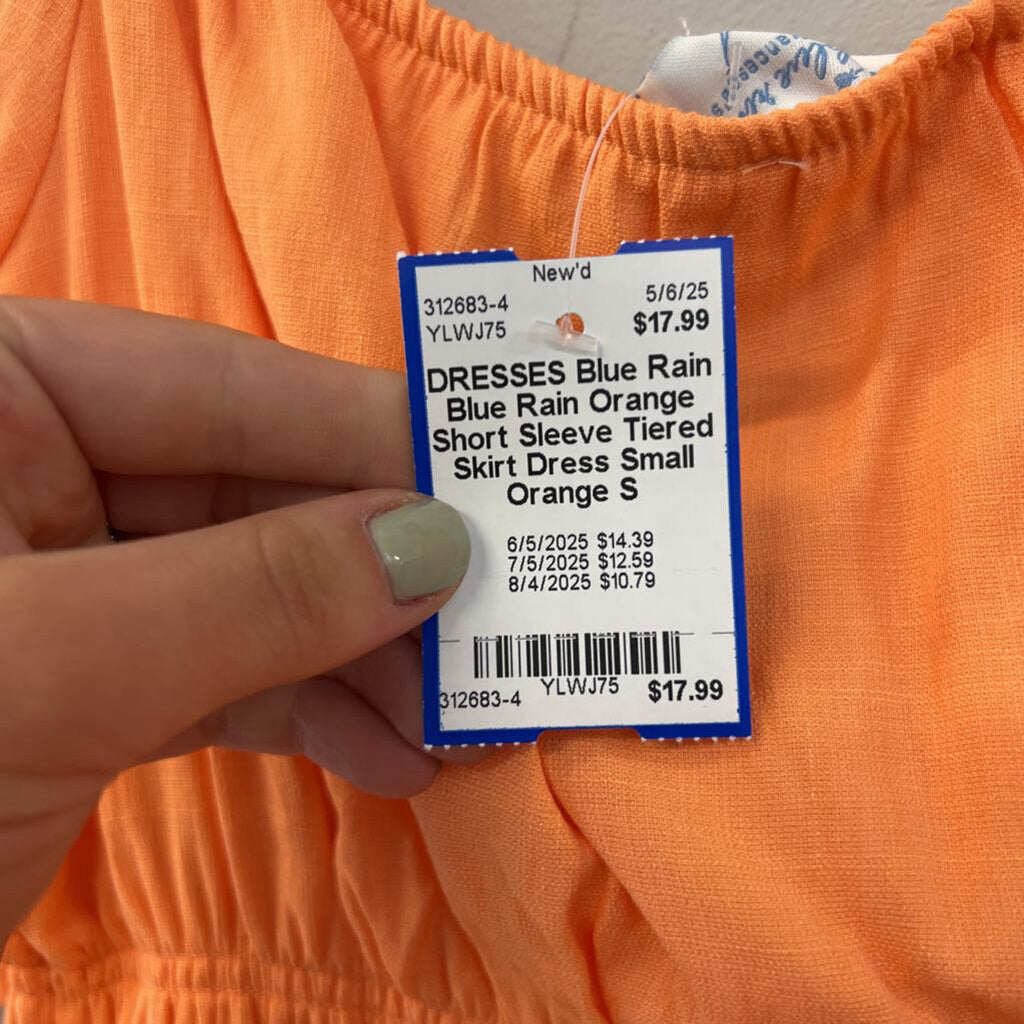 New'd
312683-4 5/6/25
YLWJ75 $17.99
DRESSES Blue Rain
Blue Rain Orange
Short Sleeve Tiered
Skirt Dress Small
Orange S
6/5/2025 $14.39
7/5/2025 $12.59
8/4/2025 $10.79
312683-4 YLWJ75 $17.99